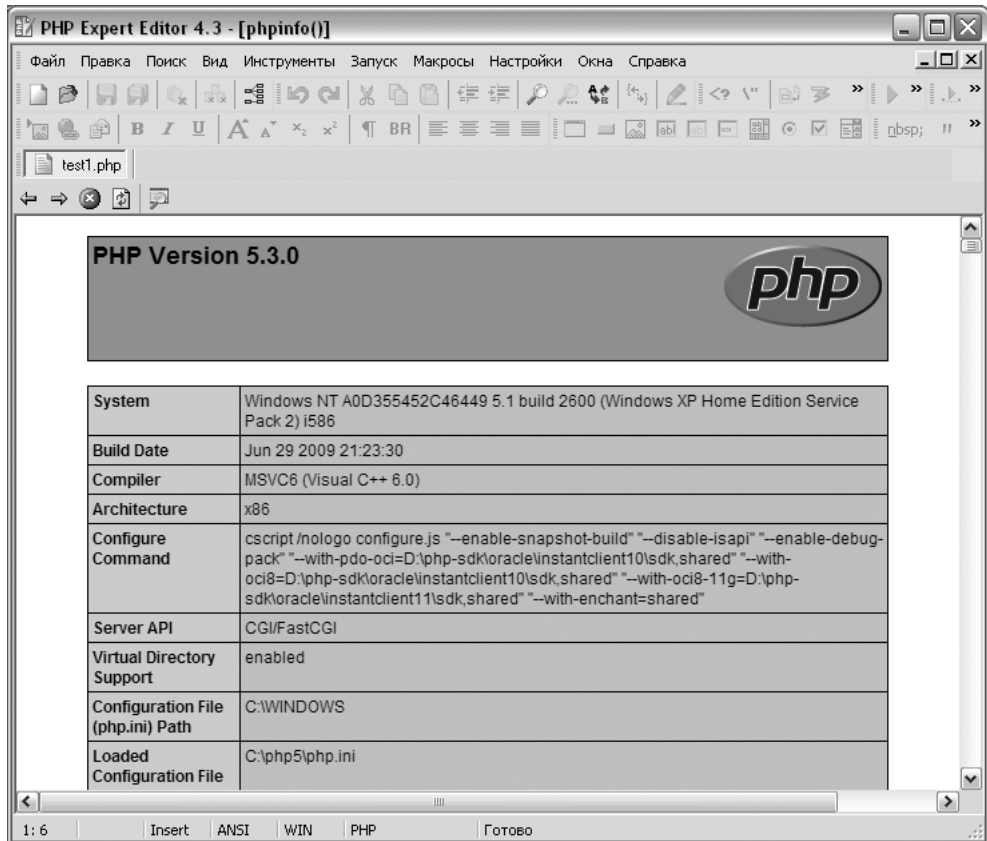 PHP Expert Editor 4.3 - [phpinfo()]
Файл Правка Поиск Вид Инструменты Запуск Макросы Настройки Окна Справка
B I U A A x₂ x² ¶ BR abl nbsp; "
test1.php
PHP Version 5.3.0
php
System Windows NT A0D355452C46449 5.1 build 2600 (Windows XP Home Edition Service
Pack 2) i586
Build Date Jun 29 2009 21:23:30
Compiler MSVC6 (Visual C++ 6.0)
Architecture x86
Configure
Command
cscript /nologo configure.js "--enable-snapshot-build" "--disable-isapi" "--enable-debug-
pack" "--with-pdo-oci=D:\php-sdk\oracle\instantclient10\sdk,shared" "--with-
oci8=D:\php-sdk\oracle\instantclient10\sdk,shared" "--with-oci8-11g=D:\php-
sdk\oracle\instantclient11\sdk,shared" "--with-enchant=shared"
Server API CGI/FastCGI
Virtual Directory
Support
enabled
Configuration File
(php.ini) Path
C:\WINDOWS
Loaded
Configuration File
C:\php5\php.ini
1: 6 Insert ANSI WIN PHP Готово